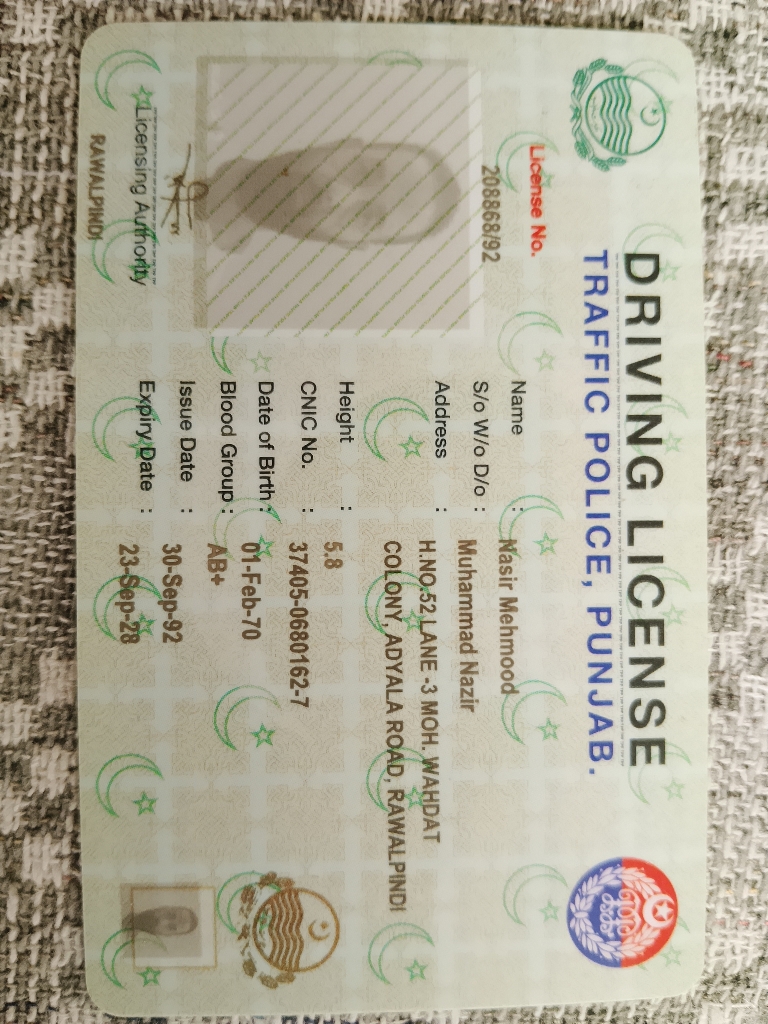 DRIVING LICENSE
TRAFFIC POLICE, PUNJAB.
License No.
208868/92
Name : Nasir Mehmood
S/o W/o D/o : Muhammad Nazir
Address : H.NO.52 LANE -3 MOH. WAHDAT
COLONY, ADYALA ROAD, RAWALPINDI
Height : 5.8
CNIC No. : 37405-0680162-7
Date of Birth : 01-Feb-70
Blood Group : AB+
Issue Date : 30-Sep-92
Expiry Date : 23-Sep-28
Licensing Authority
RAWALPINDI